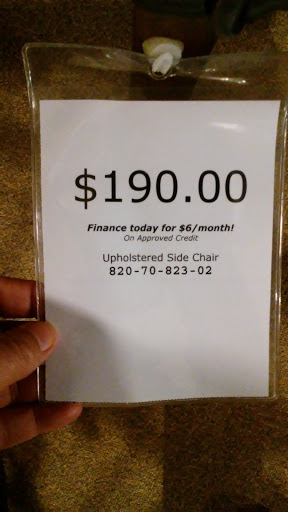 $190.00
Finance today for $6/month!
On Approved Credit
Upholstered Side Chair
820-70-823-02